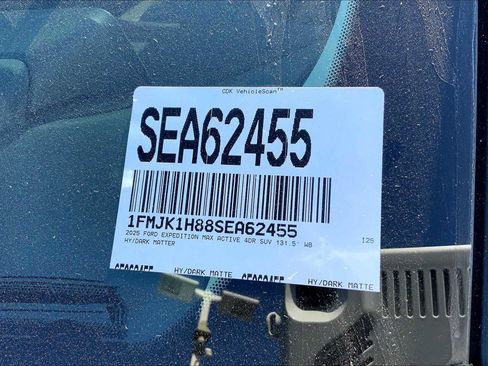 CDK VehicleScan™
SEA62455
1FMJK1H88SEA62455
2025 FORD EXPEDITION MAX ACTIVE 4DR SUV 131.5" WB I25
HY/DARK MATTER
HY/DARK MATTE
HY/DARK MATTE